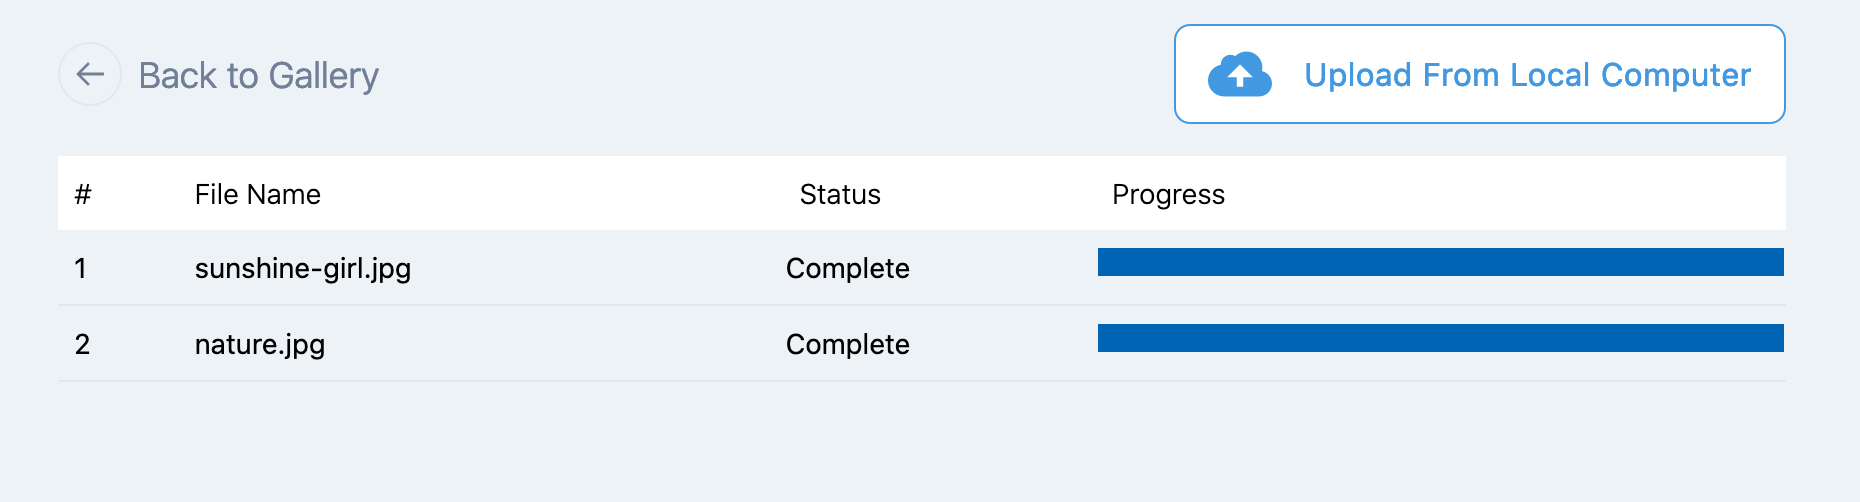 Back to Gallery
Upload From Local Computer
# File Name Status Progress
1 sunshine-girl.jpg Complete
2 nature.jpg Complete